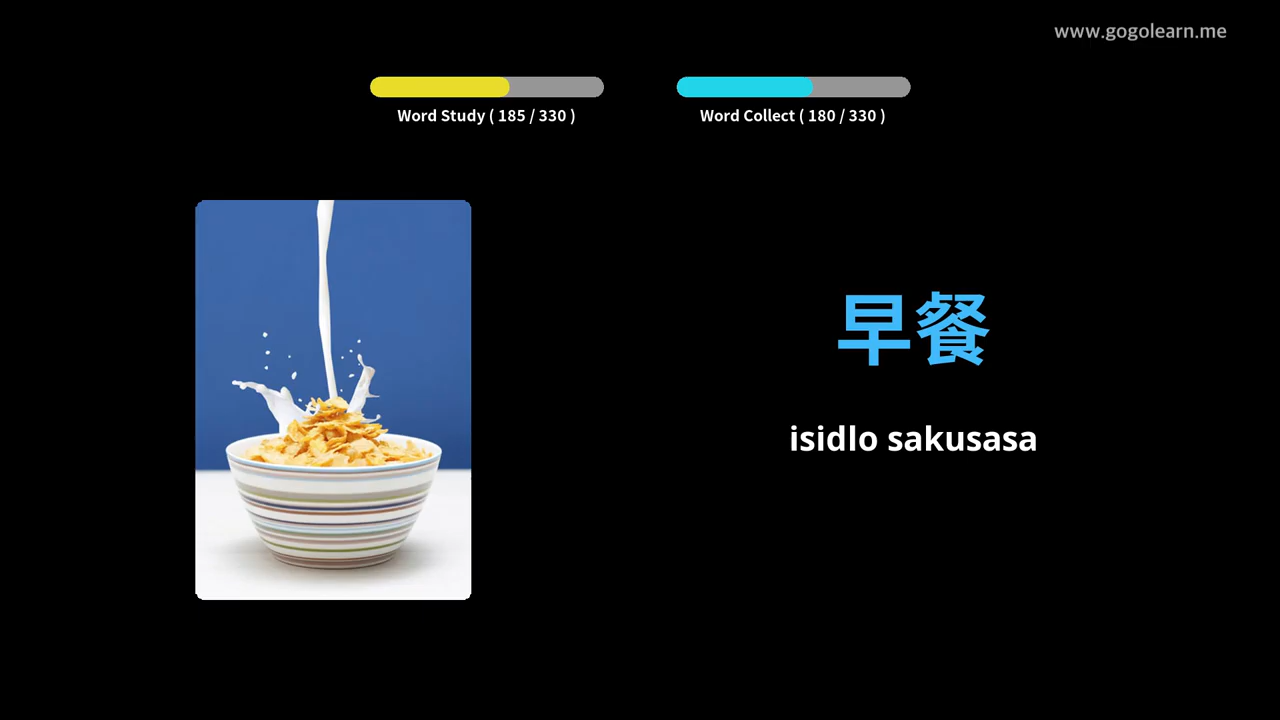 www.gogolearn.me
Word Study ( 185 / 330 )
Word Collect ( 180 / 330 )
早餐
isidlo sakusasa